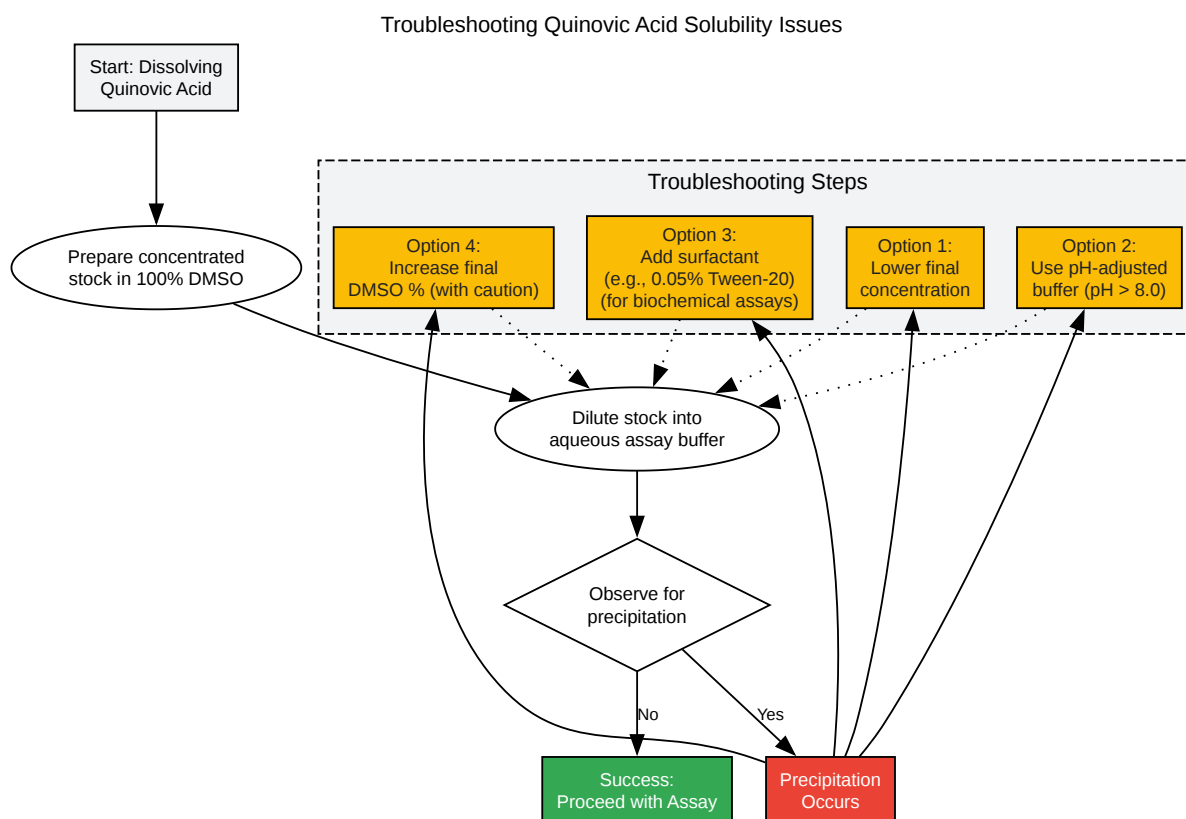 Troubleshooting Quinovic Acid Solubility Issues
Start: Dissolving
Quinovic Acid
Troubleshooting Steps
Prepare concentrated
stock in 100% DMSO
Option 4:
Increase final
DMSO % (with caution)
Option 3:
Add surfactant
(e.g., 0.05% Tween-20)
(for biochemical assays)
Option 1:
Lower final
concentration
Option 2:
Use pH-adjusted
buffer (pH > 8.0)
Dilute stock into
aqueous assay buffer
Observe for
precipitation
No
Yes
Success:
Proceed with Assay
Precipitation
Occurs